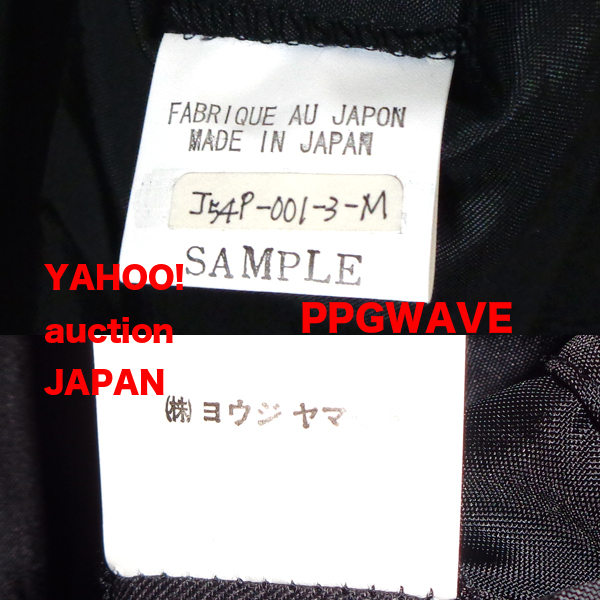 FABRIQUE AU JAPON
MADE IN JAPAN
J54P-001-3-M
SAMPLE
YAHOO!
auction
JAPAN
PPGWAVE
㈱ヨウジ ヤマ